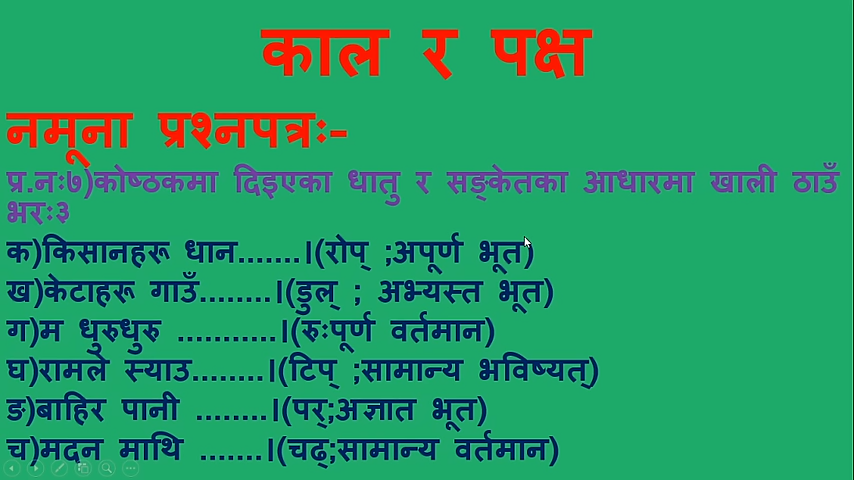 काल र पक्ष
नमूना प्रश्नपत्रः-
प्र.नः७)कोष्ठकमा दिइएका धातु र सङ्केतका आधारमा खाली ठाउँ
भरः३
क)किसानहरू धान.......।(रोप् ;अपूर्ण भूत)
ख)केटाहरू गाउँ........।(डुल् ; अभ्यस्त भूत)
ग)म धुरुधुरु ...........।(रुःपूर्ण वर्तमान)
घ)रामले स्याउ........।(टिप् ;सामान्य भविष्यत्)
ङ)बाहिर पानी ........।(पर्;अज्ञात भूत)
च)मदन माथि .......।(चढ्;सामान्य वर्तमान)